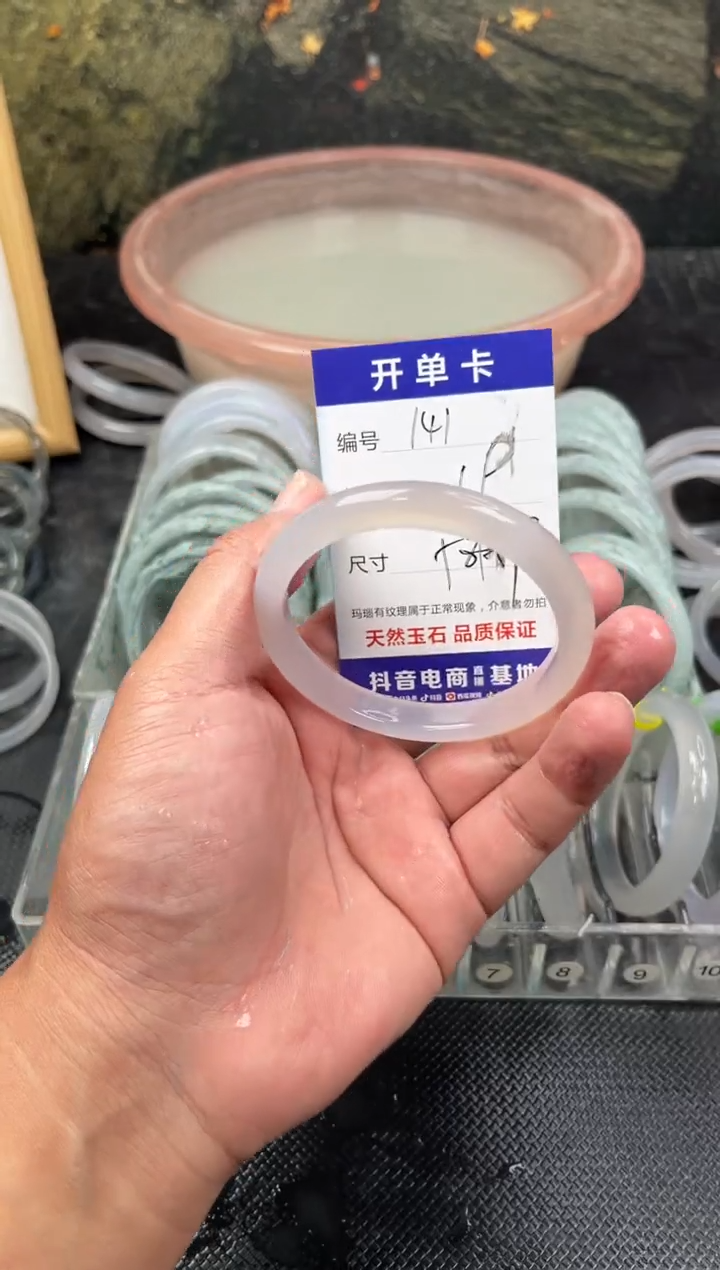 开单卡
编号 141
尺寸
玛瑙有纹理属于正常现象，介意者勿拍
天然玉石 品质保证
抖音电商直播基地
7 8 9 10